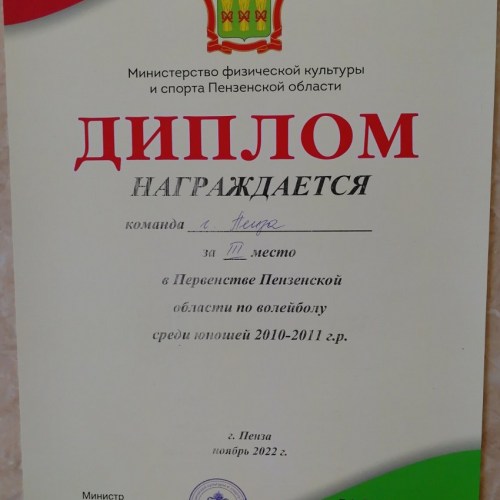 Министерство физической культуры
и спорта Пензенской области
ДИПЛОМ
НАГРАЖДАЕТСЯ
команда г. Пенза
за III место
в Первенстве Пензенской
области по волейболу
среди юношей 2010-2011 г.р.
г. Пенза
ноябрь 2022 г.
Министр